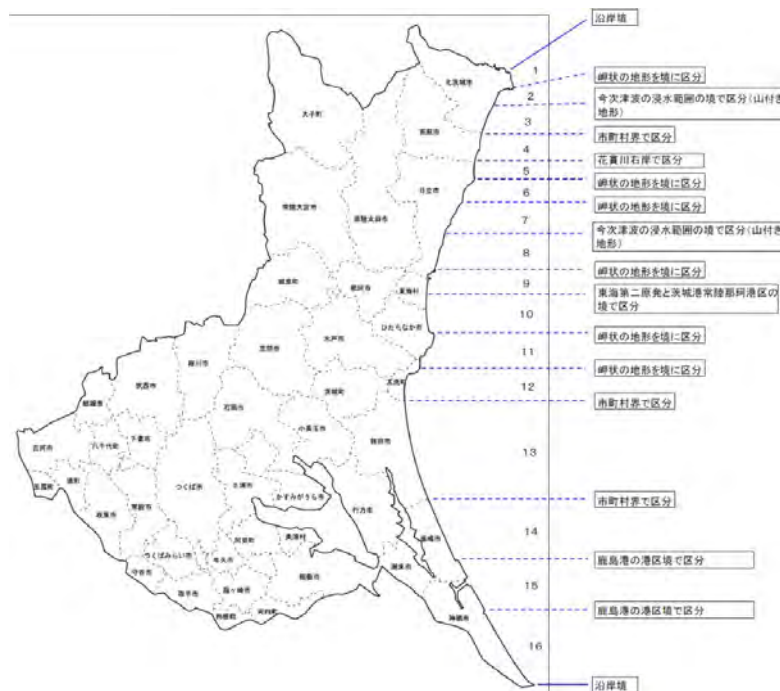 沿岸境
1
岬状の地形を境に区分
2
今次津波の浸水範囲の境で区分(山付き
地形)
3
市町村界で区分
4
花貫川右岸で区分
5
岬状の地形を境に区分
6
岬状の地形を境に区分
7
今次津波の浸水範囲の境で区分(山付き
地形)
8
岬状の地形を境に区分
9
東海第二原発と茨城港常陸那珂港区の
境で区分
10
岬状の地形を境に区分
11
岬状の地形を境に区分
12
市町村界で区分
13
市町村界で区分
14
鹿島港の港区境で区分
15
鹿島港の港区境で区分
16
沿岸境
北茨城市
大子町
高萩市
日立市
常陸大宮市
常陸太田市
城里町
那珂市
東海村
ひたちなか市
水戸市
笠間市
桜川市
筑西市
結城市
茨城町
大洗町
石岡市
小美玉市
鉾田市
古河市
八千代町
下妻市
五霞町
境町
坂東市
常総市
つくば市
土浦市
かすみがうら市
行方市
阿見町
美浦村
つくばみらい市
牛久市
守谷市
取手市
龍ヶ崎市
稲敷市
利根町
河内町
潮来市
鹿嶋市
神栖市